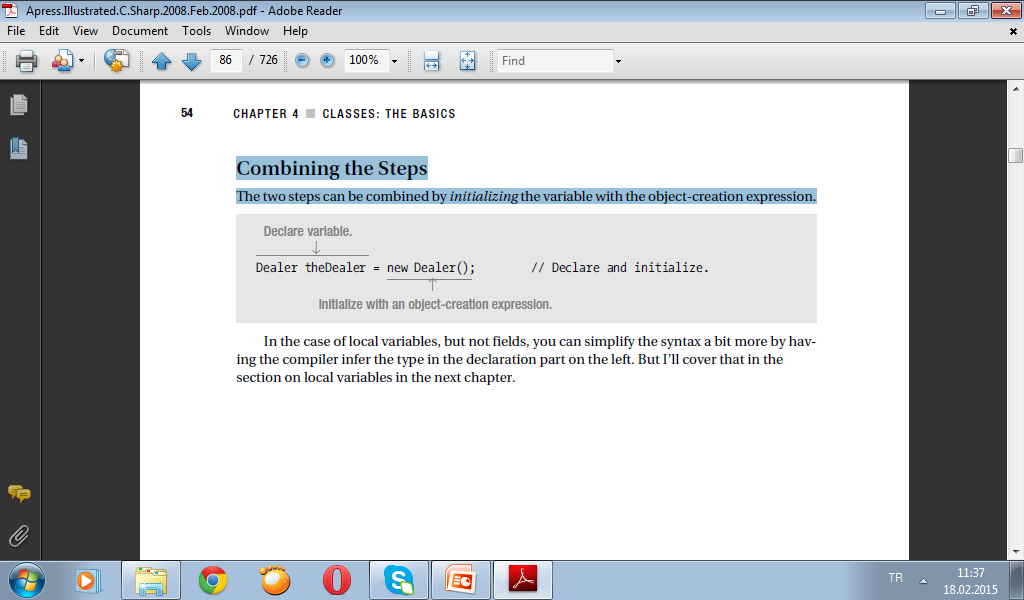 Apress.Illustrated.C.Sharp.2008.Feb.2008.pdf - Adobe Reader
File Edit View Document Tools Window Help
86 / 726 100% Find
54 CHAPTER 4 CLASSES: THE BASICS
Combining the Steps
The two steps can be combined by initializing the variable with the object-creation expression.
Declare variable.
Dealer theDealer = new Dealer(); // Declare and initialize.
Initialize with an object-creation expression.
In the case of local variables, but not fields, you can simplify the syntax a bit more by hav-
ing the compiler infer the type in the declaration part on the left. But I'll cover that in the
section on local variables in the next chapter.
TR 11:37
18.02.2015